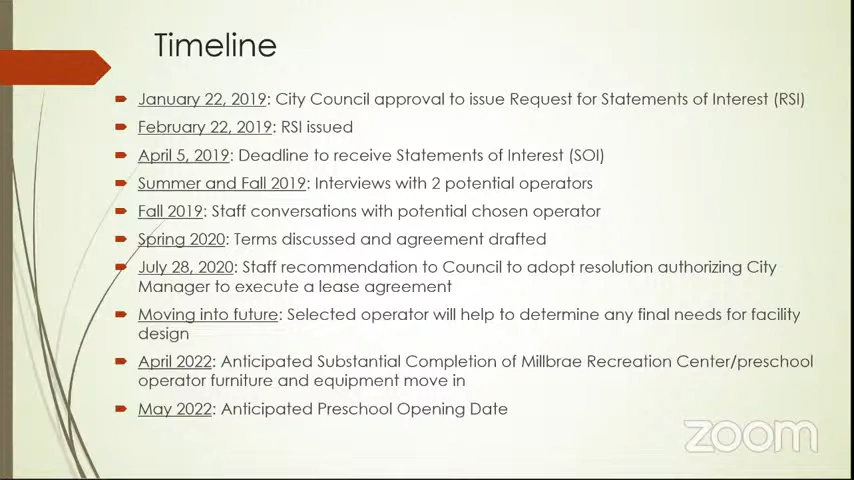 Timeline
January 22, 2019: City Council approval to issue Request for Statements of Interest (RSI)
February 22, 2019: RSI issued
April 5, 2019: Deadline to receive Statements of Interest (SOI)
Summer and Fall 2019: Interviews with 2 potential operators
Fall 2019: Staff conversations with potential chosen operator
Spring 2020: Terms discussed and agreement drafted
July 28, 2020: Staff recommendation to Council to adopt resolution authorizing City
Manager to execute a lease agreement
Moving into future: Selected operator will help to determine any final needs for facility
design
April 2022: Anticipated Substantial Completion of Millbrae Recreation Center/preschool
operator furniture and equipment move in
May 2022: Anticipated Preschool Opening Date
zoom